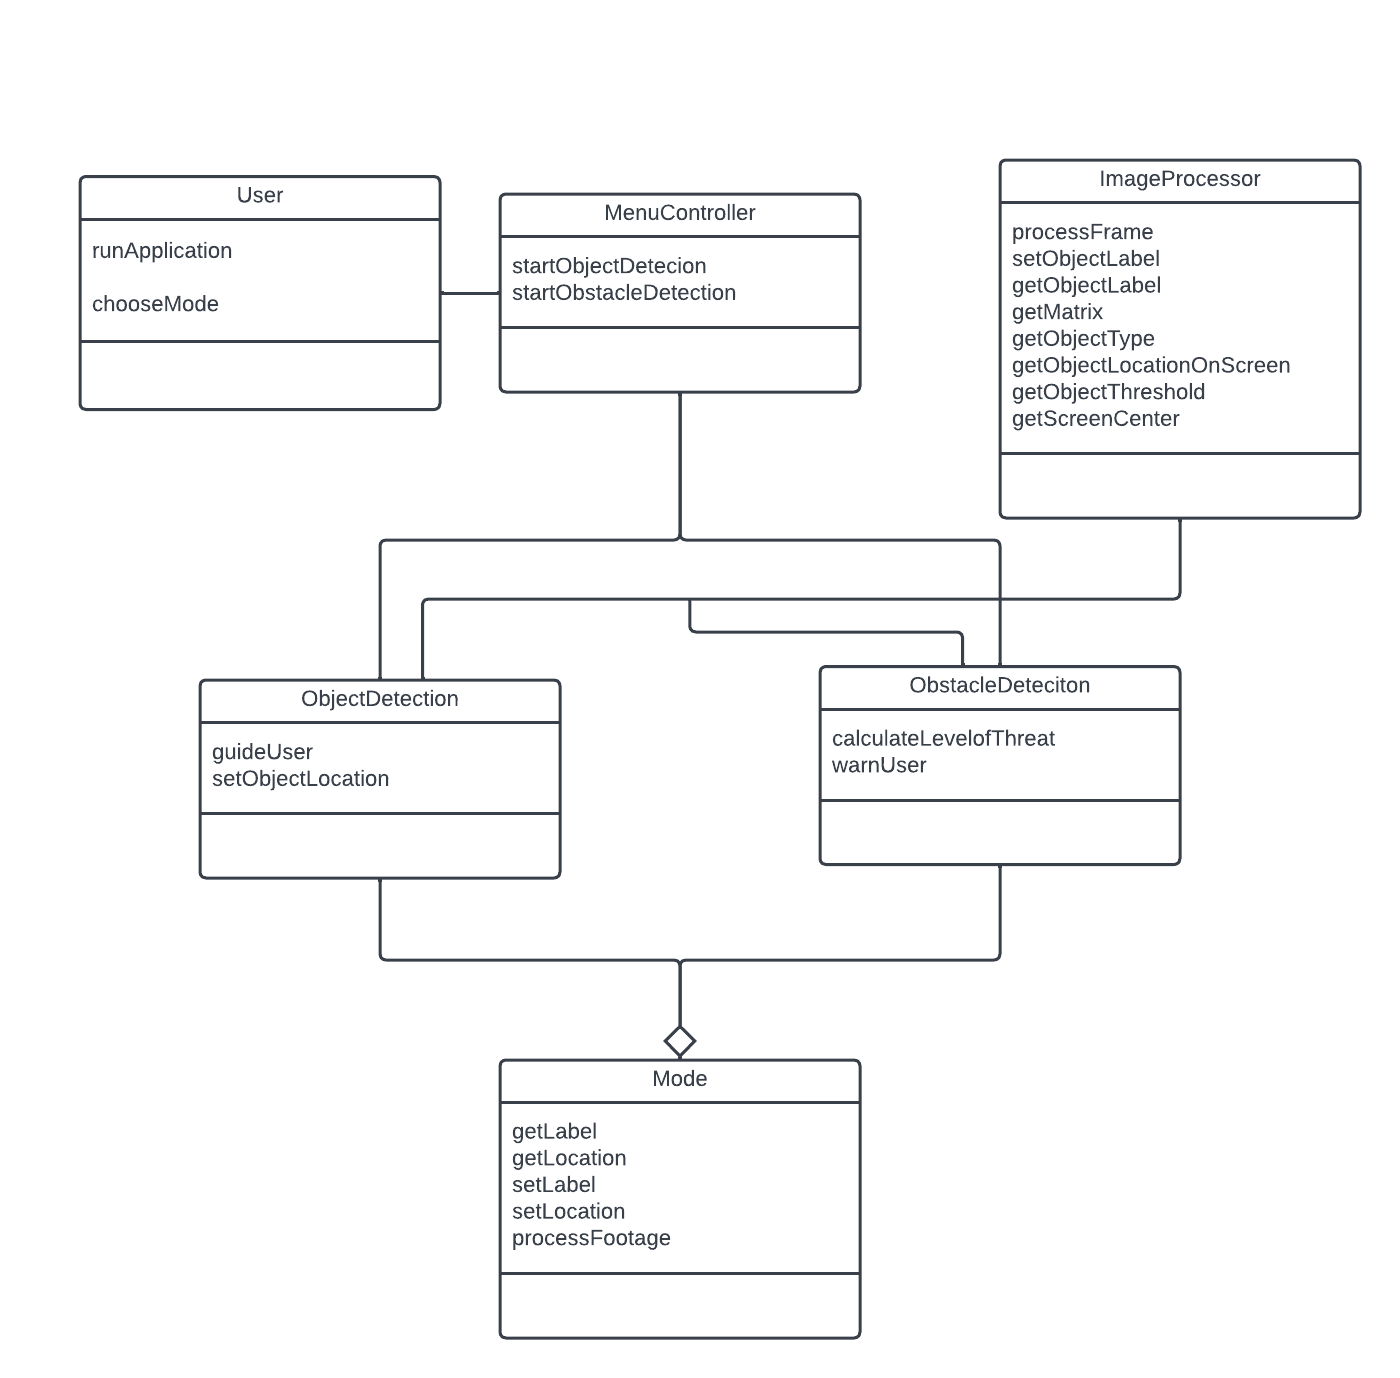 User
runApplication
chooseMode
MenuController
startObjectDetecion
startObstacleDetection
ImageProcessor
processFrame
setObjectLabel
getObjectLabel
getMatrix
getObjectType
getObjectLocationOnScreen
getObjectThreshold
getScreenCenter
ObjectDetection
guideUser
setObjectLocation
ObstacleDeteciton
calculateLevelofThreat
warnUser
Mode
getLabel
getLocation
setLabel
setLocation
processFootage